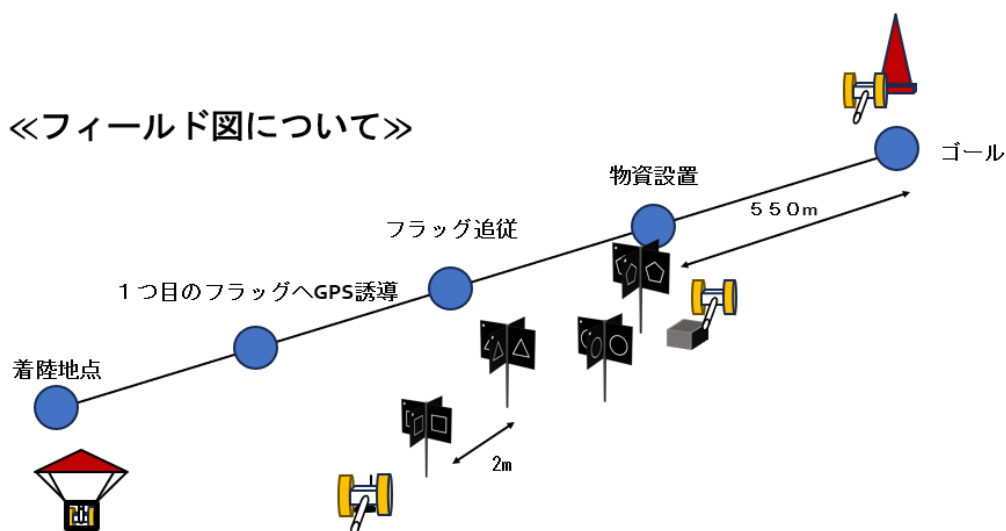 ≪フィールド図について≫
ゴール
物資設置
５５０m
フラッグ追従
１つ目のフラッグへGPS誘導
着陸地点
2m